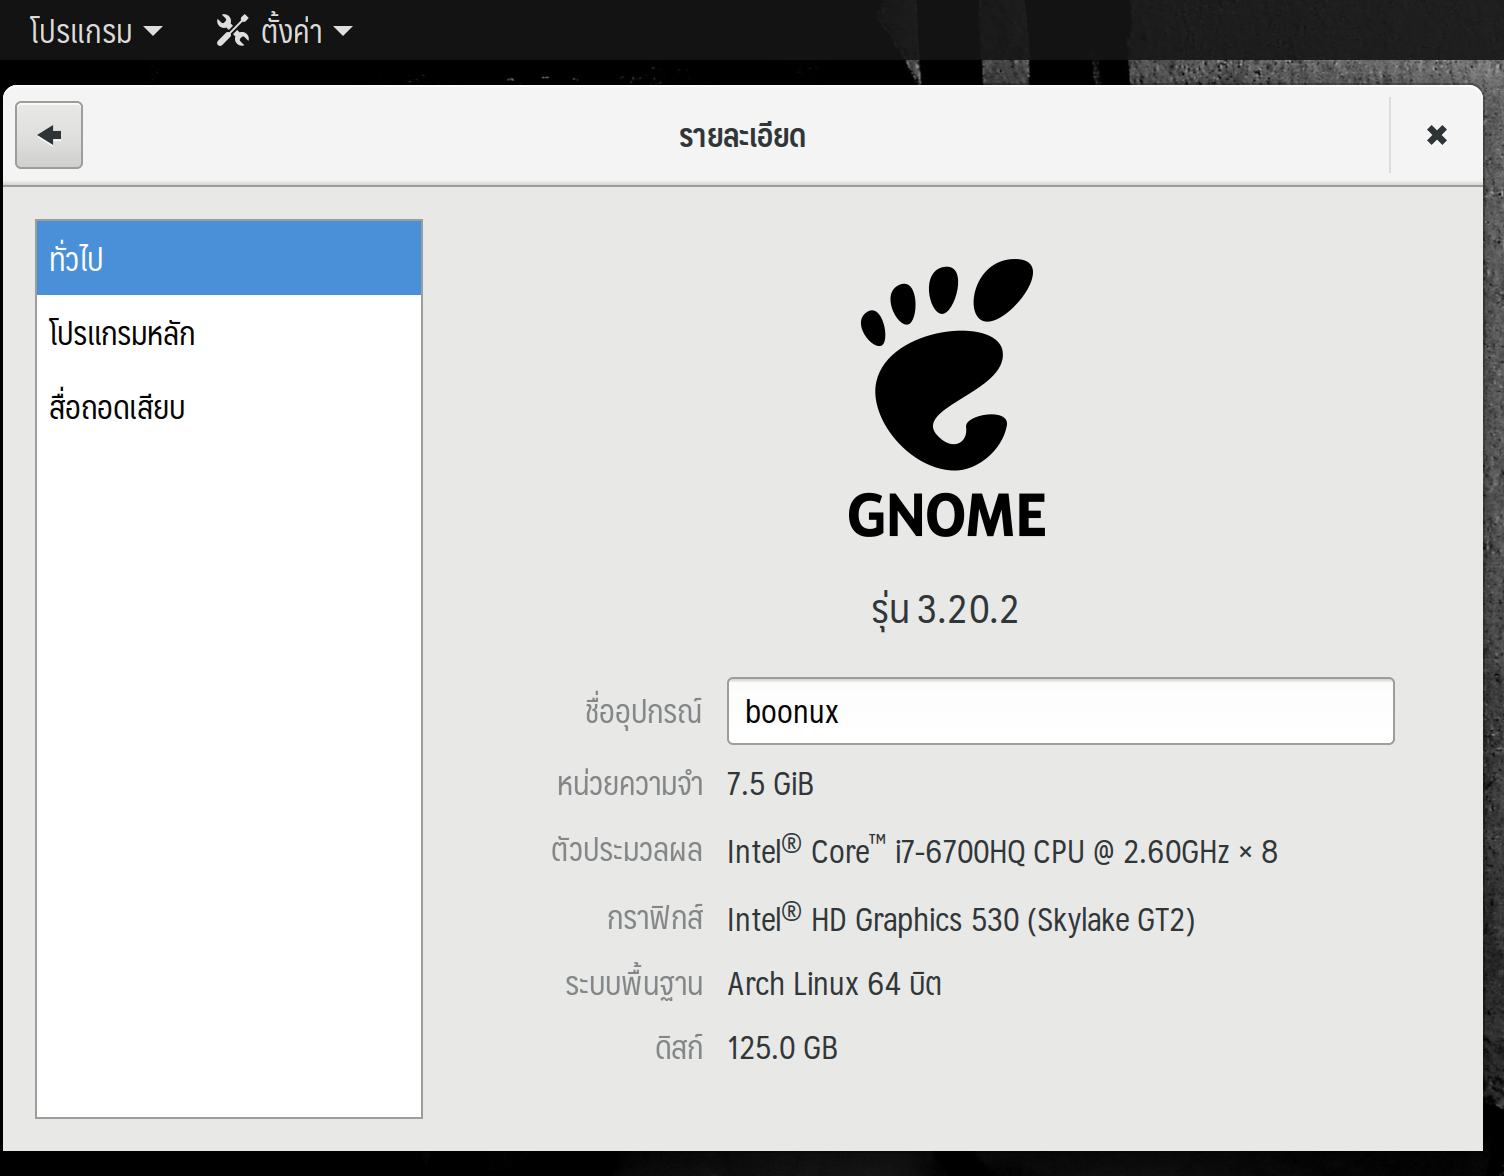 โปรแกรม ตั้งค่า
รายละเอียด
ทั่วไป
โปรแกรมหลัก
สื่อถอดเสียบ
GNOME
รุ่น 3.20.2
ชื่ออุปกรณ์ boonux
หน่วยความจำ 7.5 GiB
ตัวประมวลผล Intel® Core™ i7-6700HQ CPU @ 2.60GHz × 8
กราฟิกส์ Intel® HD Graphics 530 (Skylake GT2)
ระบบพื้นฐาน Arch Linux 64 บิต
ดิสก์ 125.0 GB